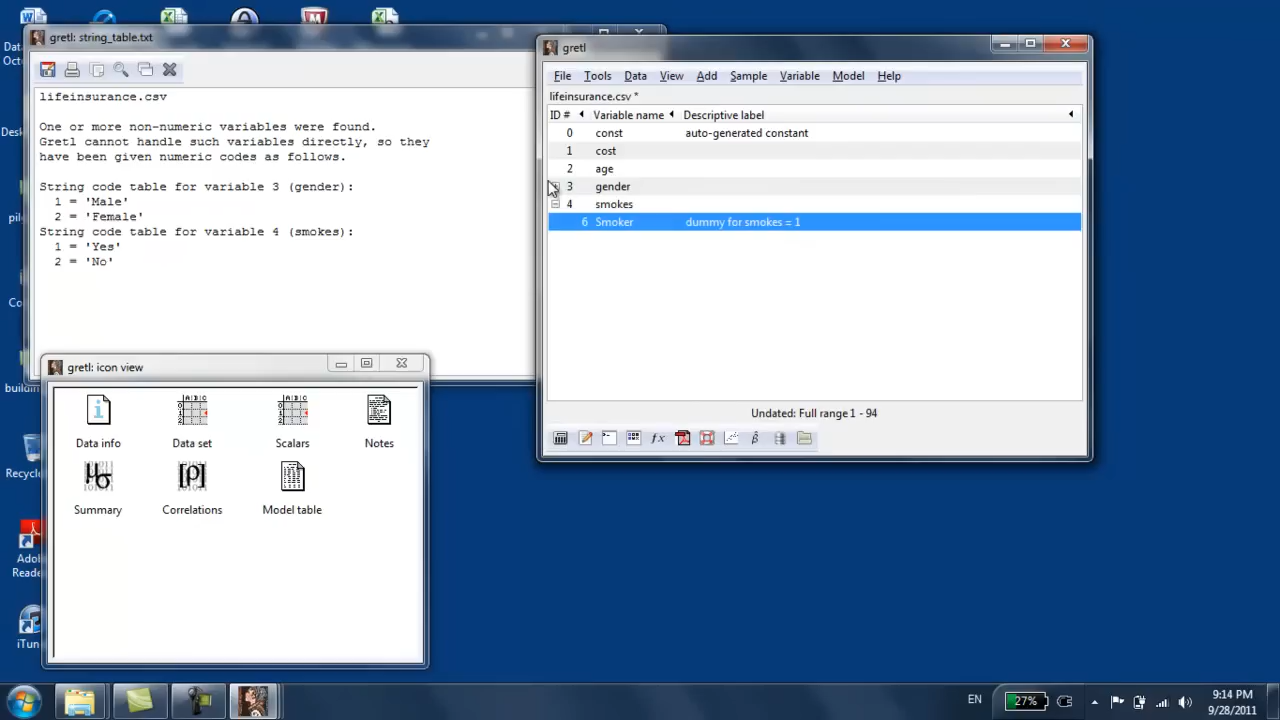 gretl: string_table.txt
lifeinsurance.csv
One or more non-numeric variables were found.
Gretl cannot handle such variables directly, so they
have been given numeric codes as follows.
String code table for variable 3 (gender):
1 = 'Male'
2 = 'Female'
String code table for variable 4 (smokes):
1 = 'Yes'
2 = 'No'
gretl
File Tools Data View Add Sample Variable Model Help
lifeinsurance.csv *
ID # Variable name Descriptive label
0 const auto-generated constant
1 cost
2 age
3 gender
4 smokes
6 Smoker dummy for smokes = 1
Undated: Full range 1 - 94
gretl: icon view
Data info Data set Scalars Notes
Summary Correlations Model table
Recycle
Adob
Reade
iTun
EN
27%
9:14 PM
9/28/2011